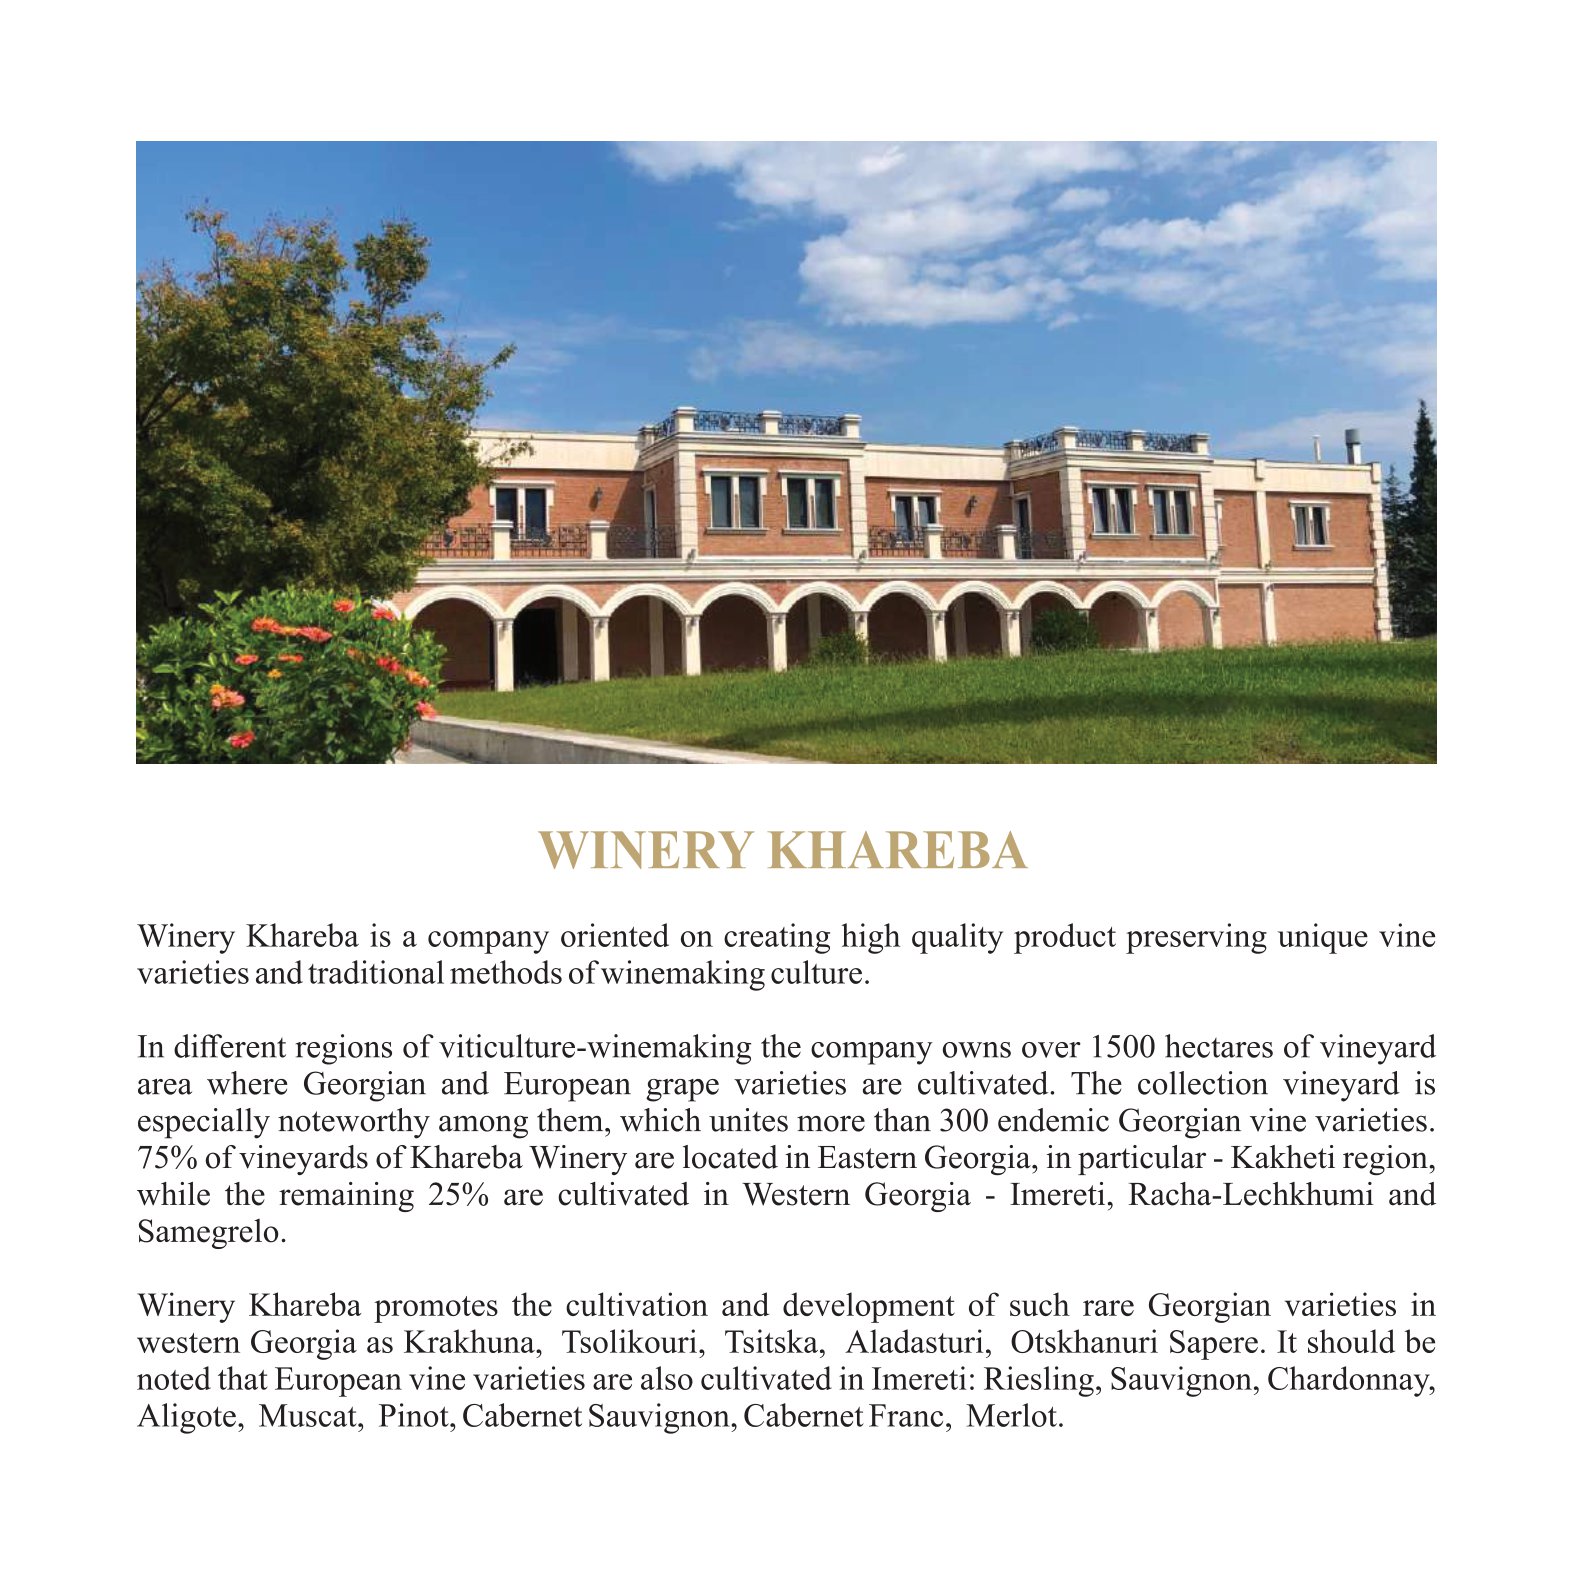 WINERY KHAREBA
Winery Khareba is a company oriented on creating high quality product preserving unique vine
varieties and traditional methods of winemaking culture.
In different regions of viticulture-winemaking the company owns over 1500 hectares of vineyard
area where Georgian and European grape varieties are cultivated. The collection vineyard is
especially noteworthy among them, which unites more than 300 endemic Georgian vine varieties.
75% of vineyards of Khareba Winery are located in Eastern Georgia, in particular - Kakheti region,
while the remaining 25% are cultivated in Western Georgia - Imereti, Racha-Lechkhumi and
Samegrelo.
Winery Khareba promotes the cultivation and development of such rare Georgian varieties in
western Georgia as Krakhuna, Tsolikouri, Tsitska, Aladasturi, Otskhanuri Sapere. It should be
noted that European vine varieties are also cultivated in Imereti: Riesling, Sauvignon, Chardonnay,
Aligote, Muscat, Pinot, Cabernet Sauvignon, Cabernet Franc, Merlot.